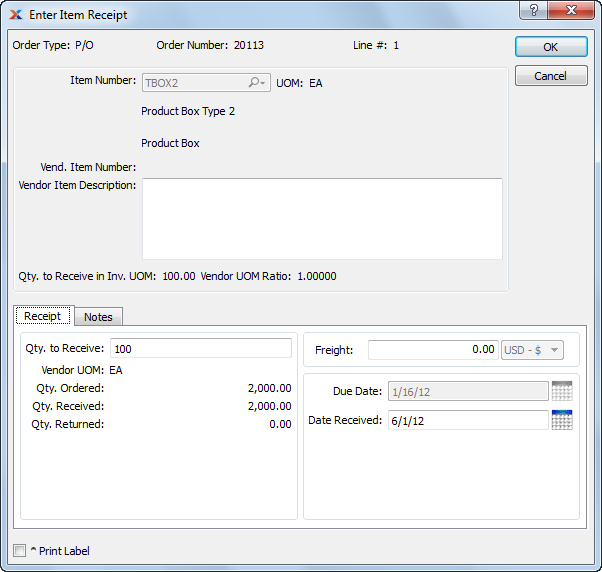 Enter Item Receipt
Order Type: P/O Order Number: 20113 Line #: 1
OK
Cancel
Item Number: TBOX2 UOM: EA
Product Box Type 2
Product Box
Vend. Item Number:
Vendor Item Description:
Qty. to Receive in Inv. UOM: 100.00 Vendor UOM Ratio: 1.00000
Receipt Notes
Qty. to Receive: 100
Vendor UOM: EA
Qty. Ordered: 2,000.00
Qty. Received: 2,000.00
Qty. Returned: 0.00
Freight: 0.00 USD - $
Due Date: 1/16/12
Date Received: 6/1/12
^ Print Label